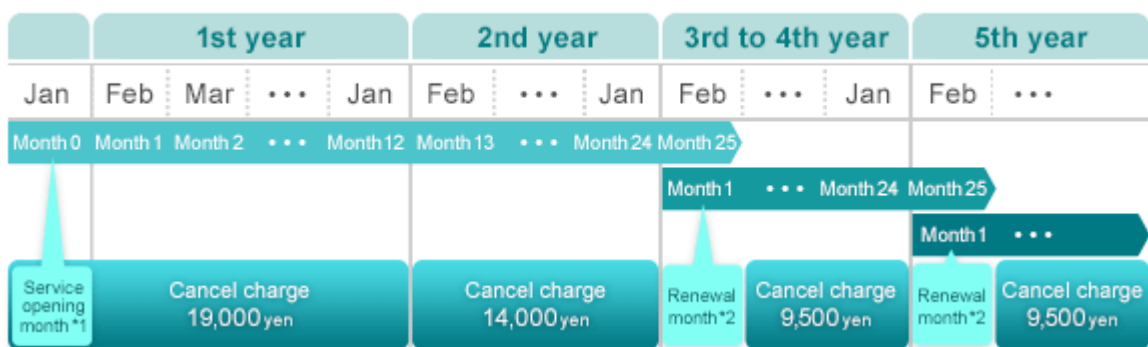 1st year 2nd year 3rd to 4th year 5th year
Jan Feb Mar ••• Jan Feb ••• Jan Feb ••• Jan Feb •••
Month 0 Month 1 Month 2 ••• Month 12 Month 13 ••• Month 24 Month 25
Month 1 ••• Month 24 Month 25
Month 1 •••
Service
opening
month*1
Cancel charge
19,000 yen
Cancel charge
14,000 yen
Renewal
month*2
Cancel charge
9,500 yen
Renewal
month*2
Cancel charge
9,500 yen